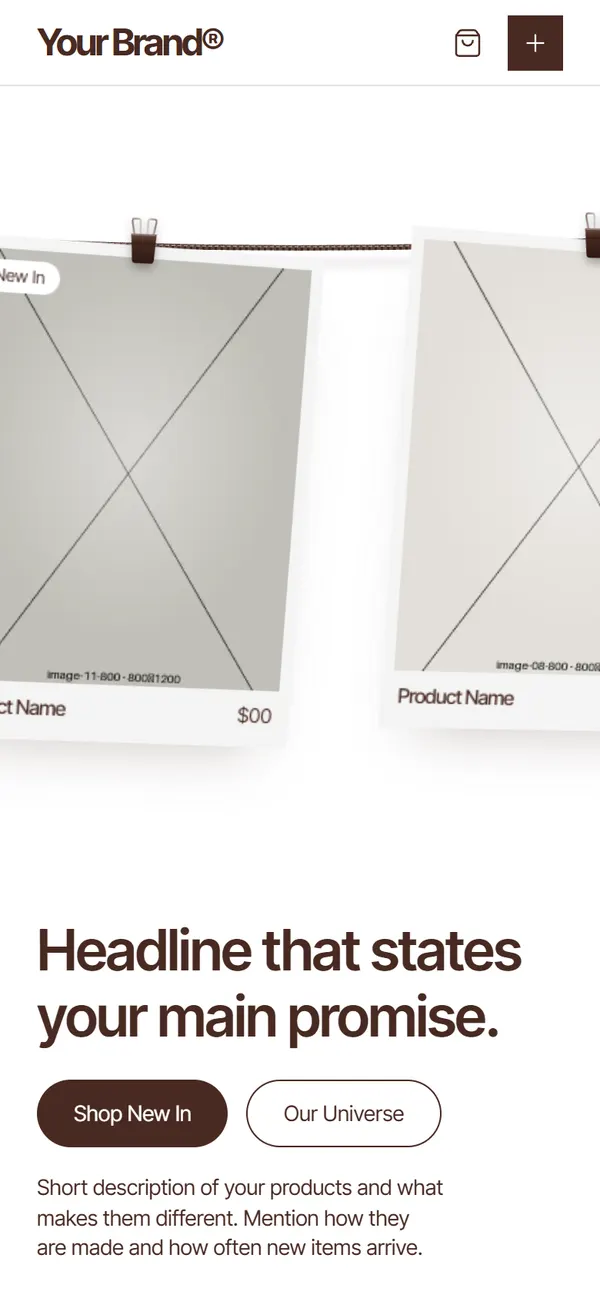 Your Brand®
New In
image-11-800 - 800
1200
ct Name
$00
image-08-800 - 800
Product Name
Headline that states
your main promise.
Shop New In
Our Universe
Short description of your products and what
makes them different. Mention how they
are made and how often new items arrive.